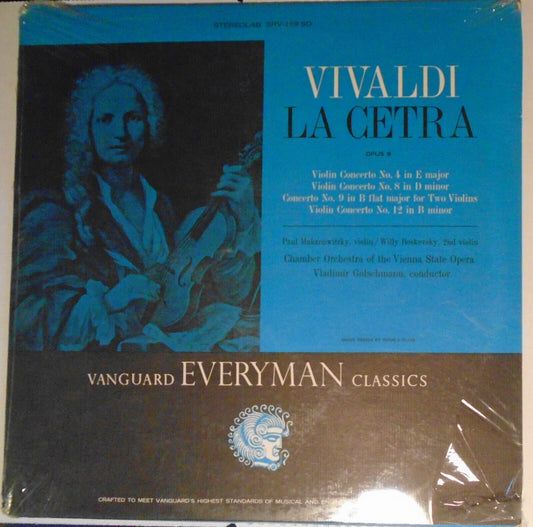 STEREOLAB SRV-159 SD
VIVALDI
LA CETRA
OPUS 9
Violin Concerto No. 4 in E major
Violin Concerto No. 8 in D minor
Concerto No. 9 in B flat major for Two Violins
Violin Concerto No. 12 in B minor
Paul Makanowitzky, violin / Willy Boskovsky, 2nd violin
Chamber Orchestra of the Vienna State Opera
Vladimir Golschmann, conductor
VANGUARD EVERYMAN CLASSICS
CRAFTED TO MEET VANGUARD'S HIGHEST STANDARDS OF MUSICAL AND